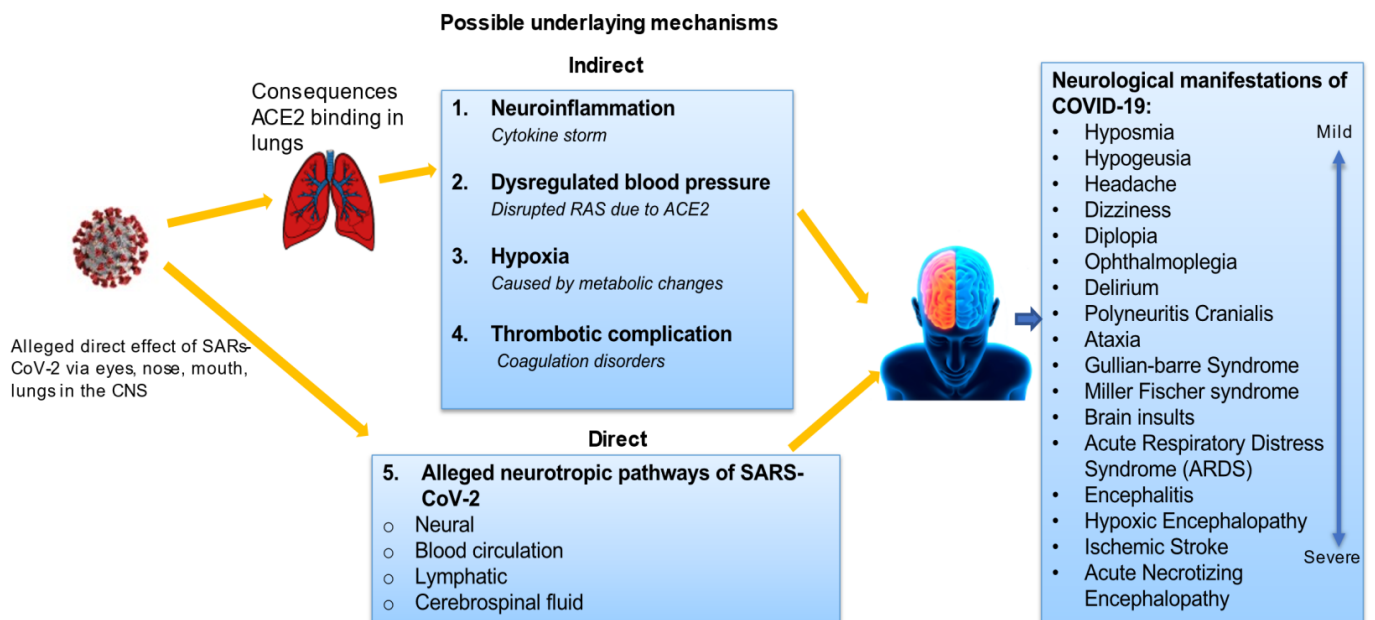 Possible underlaying mechanisms
Indirect
Consequences
ACE2 binding in
lungs
1. Neuroinflammation
Cytokine storm
2. Dysregulated blood pressure
Disrupted RAS due to ACE2
3. Hypoxia
Caused by metabolic changes
4. Thrombotic complication
Coagulation disorders
Alleged direct effect of SARs-
CoV-2 via eyes, nose, mouth,
lungs in the CNS
Direct
5. Alleged neurotropic pathways of SARS-
CoV-2
o Neural
o Blood circulation
o Lymphatic
o Cerebrospinal fluid
Neurological manifestations of
COVID-19:
• Hyposmia
Mild
• Hypogeusia
• Headache
• Dizziness
• Diplopia
• Ophthalmoplegia
• Delirium
• Polyneuritis Cranialis
• Ataxia
• Gullian-barre Syndrome
• Miller Fischer syndrome
• Brain insults
• Acute Respiratory Distress
Syndrome (ARDS)
• Encephalitis
• Hypoxic Encephalopathy
• Ischemic Stroke
Severe
• Acute Necrotizing
Encephalopathy